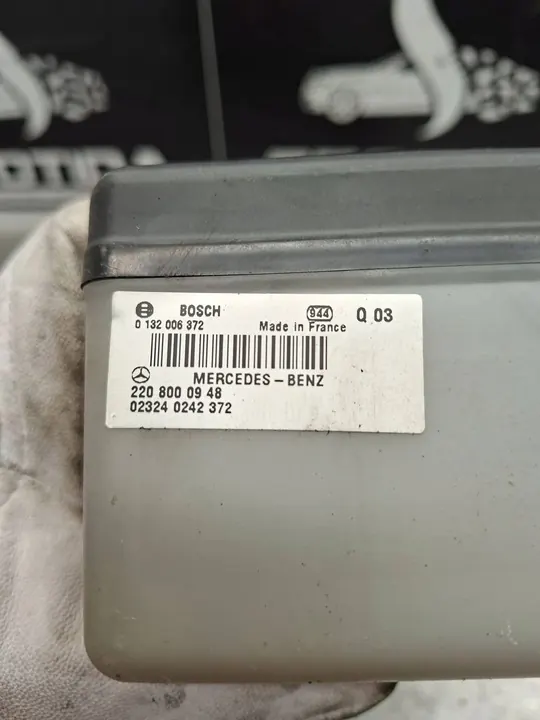 BOSCH 944 Q 03
0 132 006 372 Made in France
MERCEDES-BENZ
220 800 09 48
02324 0242 372